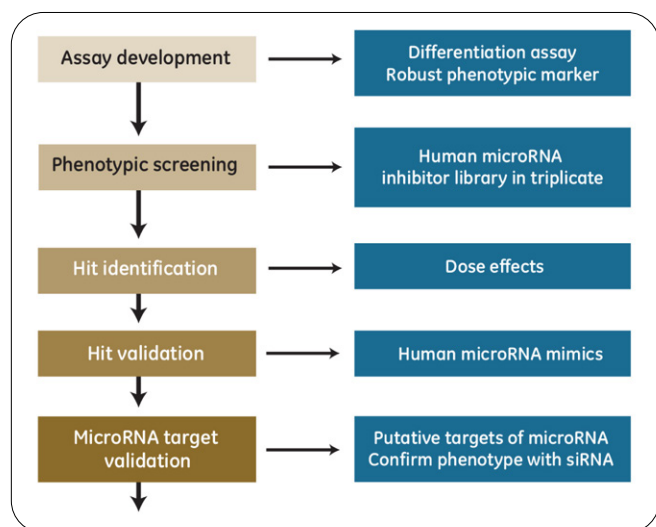 Assay development
Differentiation assay
Robust phenotypic marker
Phenotypic screening
Human microRNA
inhibitor library in triplicate
Hit identification
Dose effects
Hit validation
Human microRNA mimics
MicroRNA target
validation
Putative targets of microRNA
Confirm phenotype with siRNA